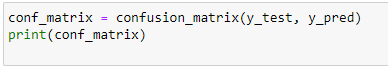 conf_matrix = confusion_matrix(y_test, y_pred)
print(conf_matrix)